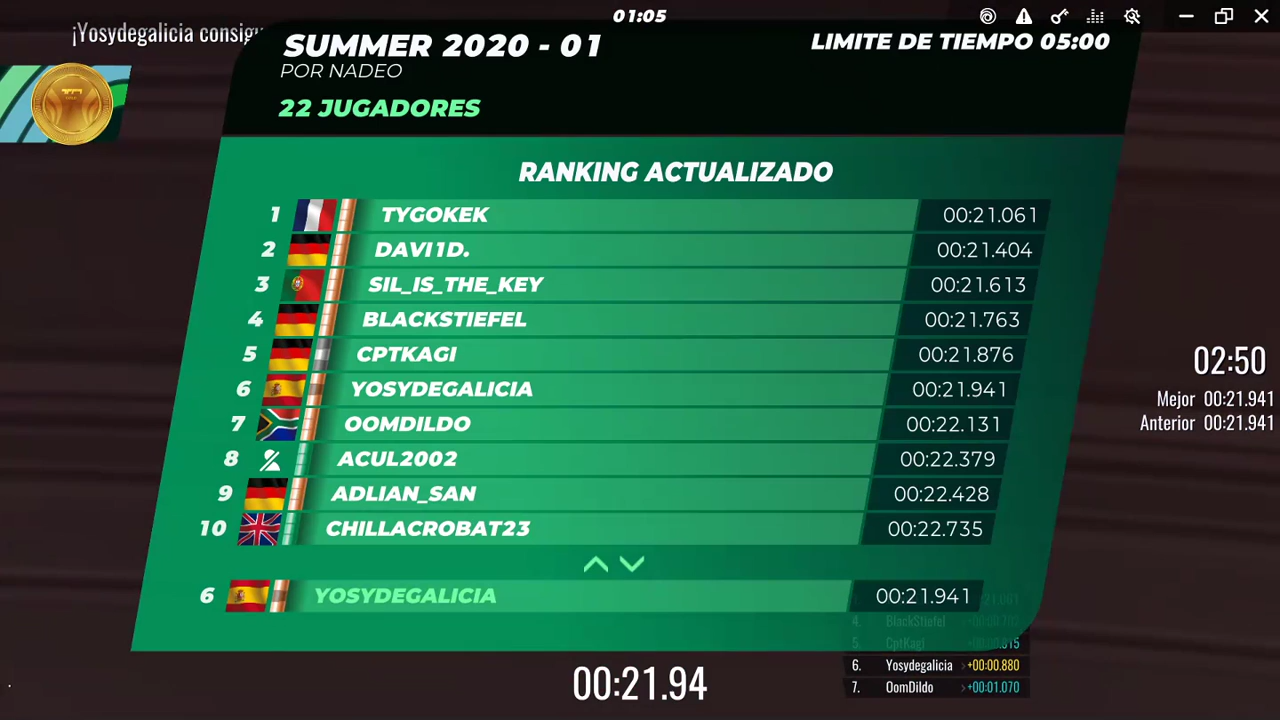 01:05
¡Yosydegalicia consigu
SUMMER 2020 - 01
LIMITE DE TIEMPO 05:00
POR NADEO
22 JUGADORES
RANKING ACTUALIZADO
1 TYGOKEK 00:21.061
2 DAVI1D. 00:21.404
3 SIL_IS_THE_KEY 00:21.613
4 BLACKSTIEFEL 00:21.763
5 CPTKAGI 00:21.876
6 YOSYDEGALICIA 00:21.941
7 OOMDILDO 00:22.131
8 ACUL2002 00:22.379
9 ADLIAN_SAN 00:22.428
10 CHILLACROBAT23 00:22.735
6 YOSYDEGALICIA 00:21.941
02:50
Mejor 00:21.941
Anterior 00:21.941
4. BlackStiefel
5. CptKagi
6. Yosydegalicia +00:00.880
7. OomDildo +00:01.070
00:21.94